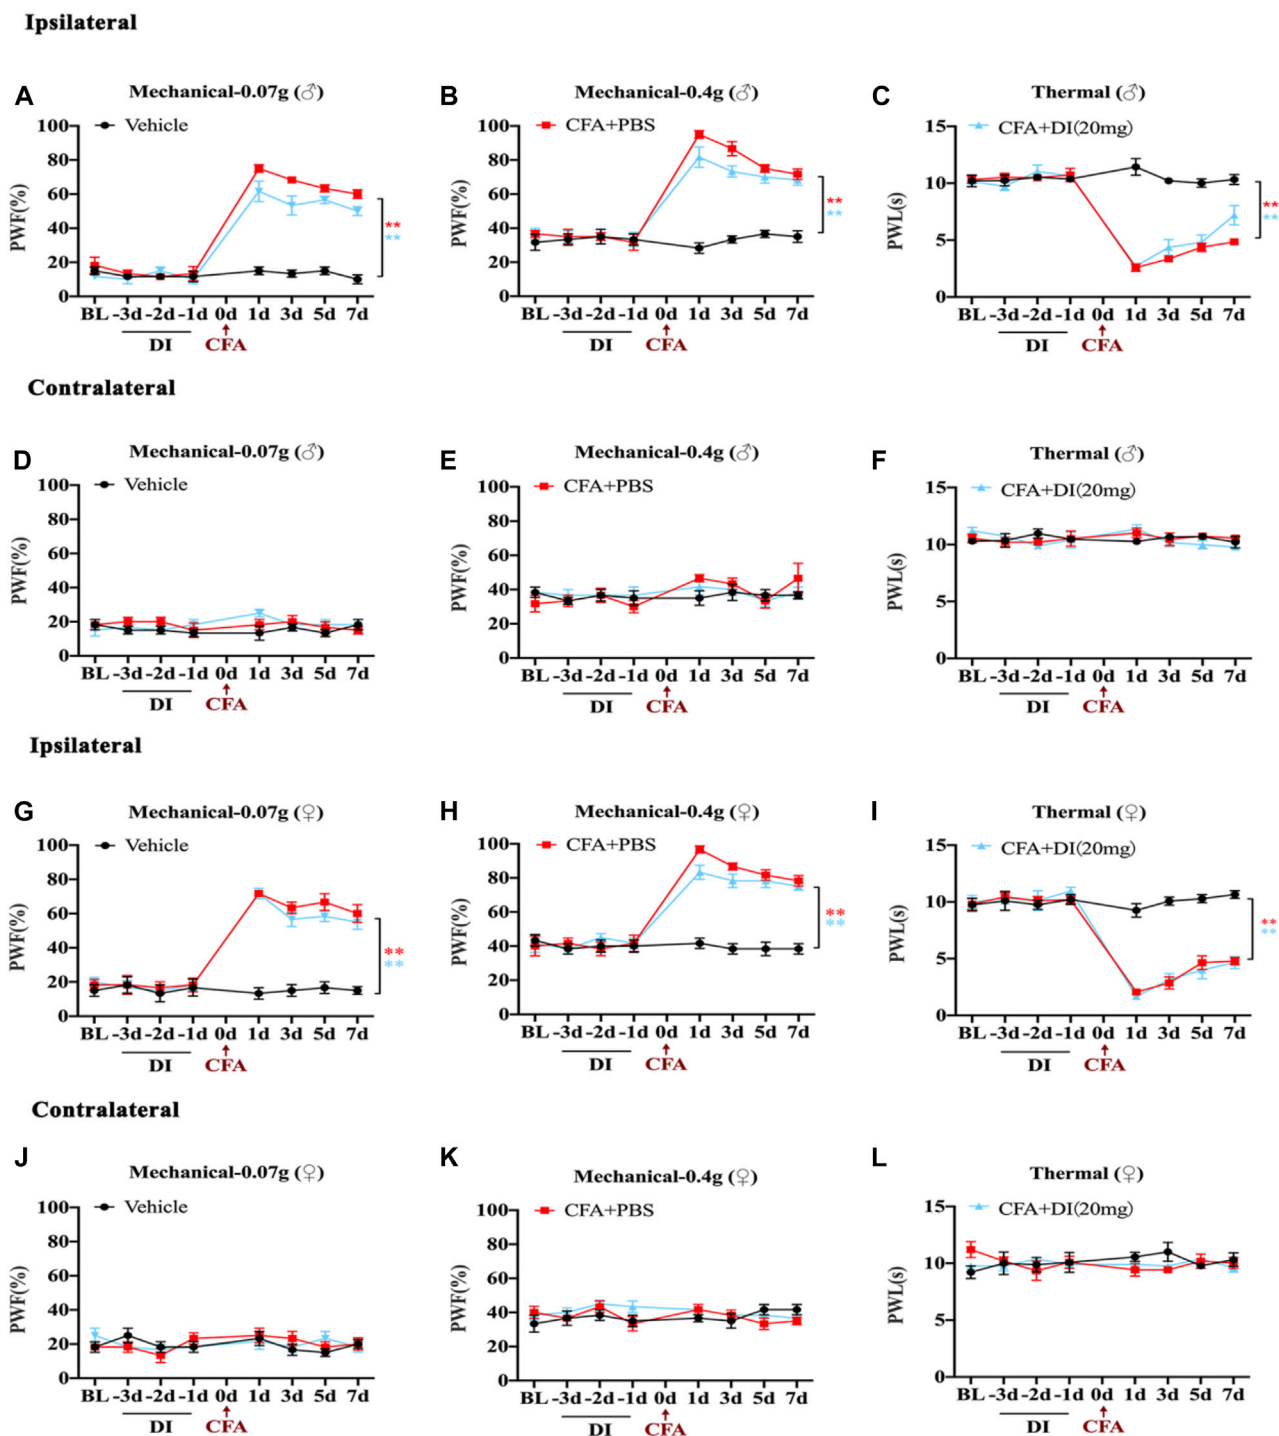 Ipsilateral
A Mechanical-0.07g (♂)
B Mechanical-0.4g (♂)
C Thermal (♂)
Vehicle
CFA+PBS
CFA+DI(20mg)
PWF(%)
100
80
60
40
20
0
**
**
BL -3d -2d -1d 0d 1d 3d 5d 7d
DI CFA
PWF(%)
100
80
60
40
20
0
**
**
BL -3d -2d -1d 0d 1d 3d 5d 7d
DI CFA
PWL(s)
15
10
5
0
**
**
BL -3d -2d -1d 0d 1d 3d 5d 7d
DI CFA
Contralateral
D Mechanical-0.07g (♂)
E Mechanical-0.4g (♂)
F Thermal (♂)
Vehicle
CFA+PBS
CFA+DI(20mg)
PWF(%)
100
80
60
40
20
0
BL -3d -2d -1d 0d 1d 3d 5d 7d
DI CFA
PWF(%)
100
80
60
40
20
0
BL -3d -2d -1d 0d 1d 3d 5d 7d
DI CFA
PWL(s)
15
10
5
0
BL -3d -2d -1d 0d 1d 3d 5d 7d
DI CFA
Ipsilateral
G Mechanical-0.07g (♀)
H Mechanical-0.4g (♀)
I Thermal (♀)
Vehicle
CFA+PBS
CFA+DI(20mg)
PWF(%)
100
80
60
40
20
0
**
**
BL -3d -2d -1d 0d 1d 3d 5d 7d
DI CFA
PWF(%)
100
80
60
40
20
0
**
**
BL -3d -2d -1d 0d 1d 3d 5d 7d
DI CFA
PWL(s)
15
10
5
0
**
**
BL -3d -2d -1d 0d 1d 3d 5d 7d
DI CFA
Contralateral
J Mechanical-0.07g (♀)
K Mechanical-0.4g (♀)
L Thermal (♀)
Vehicle
CFA+PBS
CFA+DI(20mg)
PWF(%)
100
80
60
40
20
0
BL -3d -2d -1d 0d 1d 3d 5d 7d
DI CFA
PWF(%)
100
80
60
40
20
0
BL -3d -2d -1d 0d 1d 3d 5d 7d
DI CFA
PWL(s)
15
10
5
0
BL -3d -2d -1d 0d 1d 3d 5d 7d
DI CFA